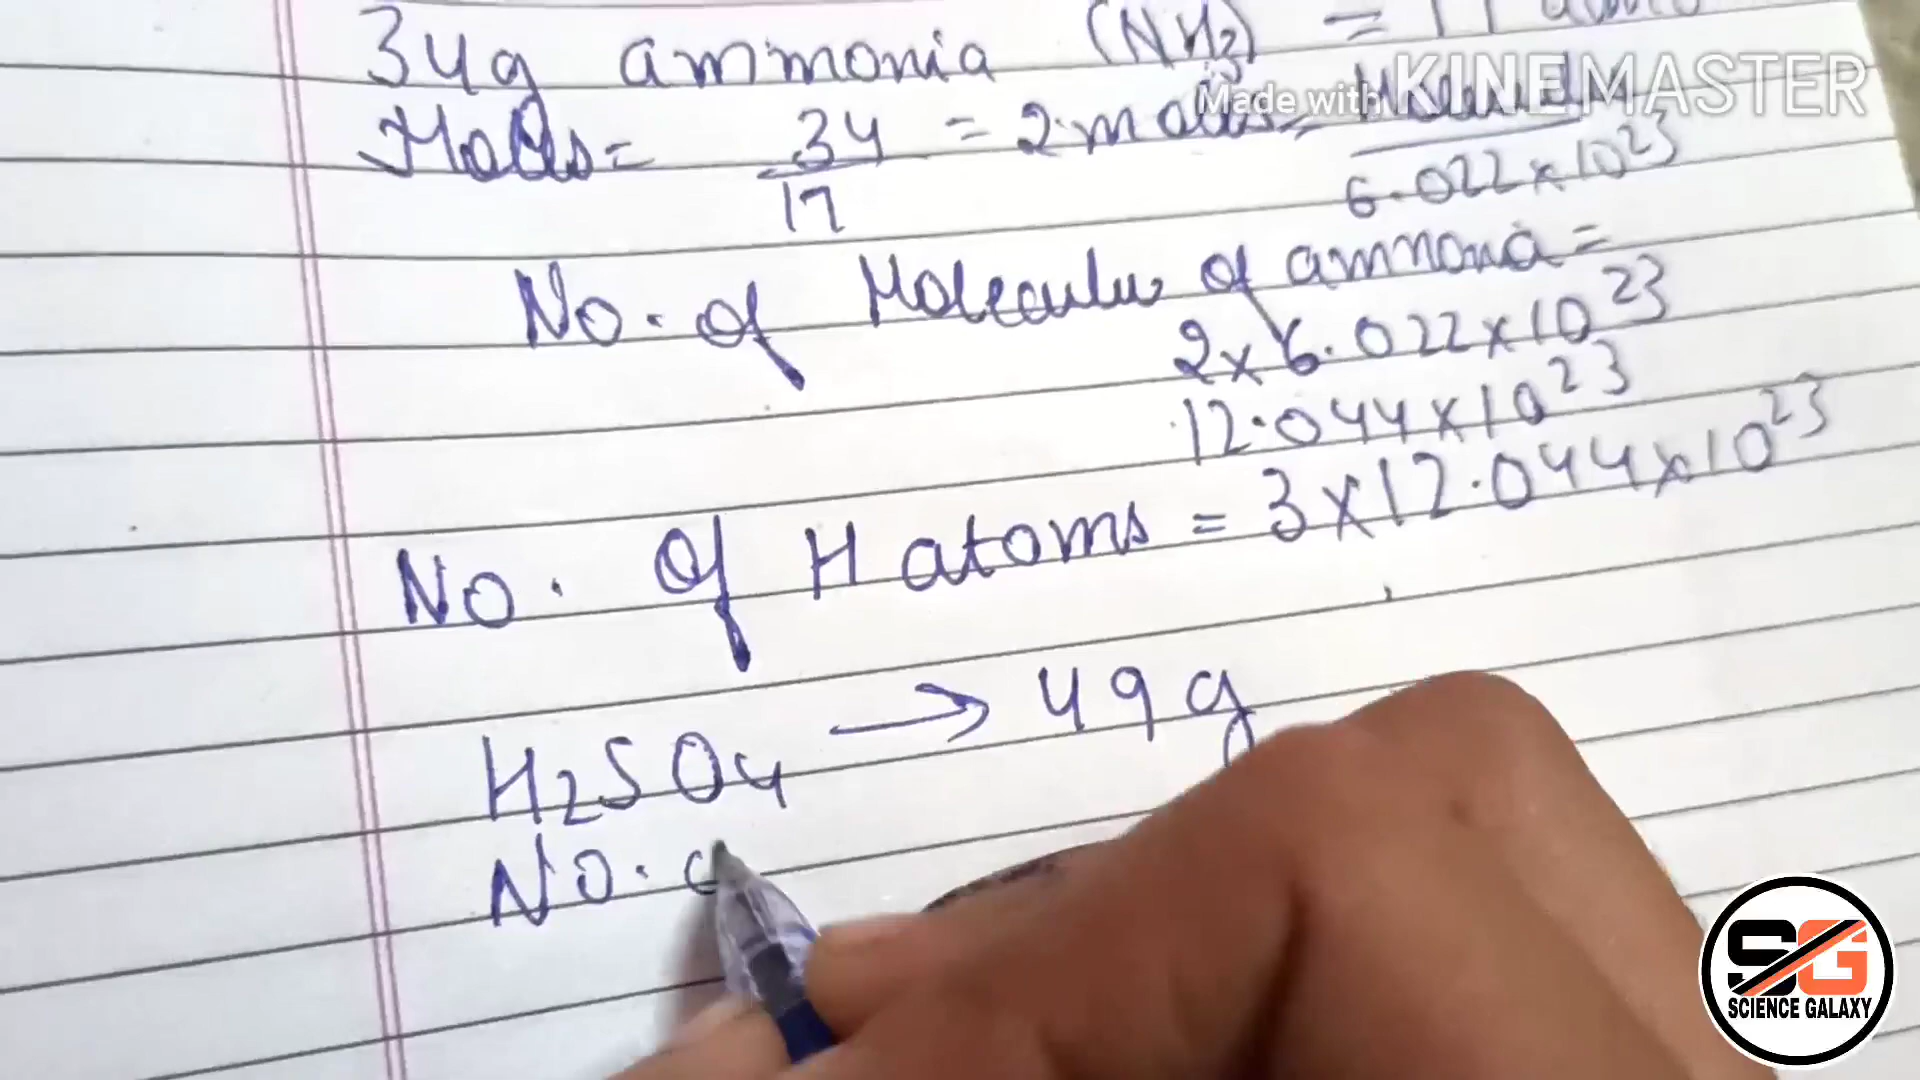 34g ammonia (NH3) = 17
Made with KINEMASTER
Moles = 34 = 2 moles =
17
6.022×10^23
No. of Molecules of ammonia =
2×6.022×10^23
12.044×10^23
No. of H atoms = 3×12.044×10^23
H2SO4 → 49g
No. o
SG
SCIENCE GALAXY